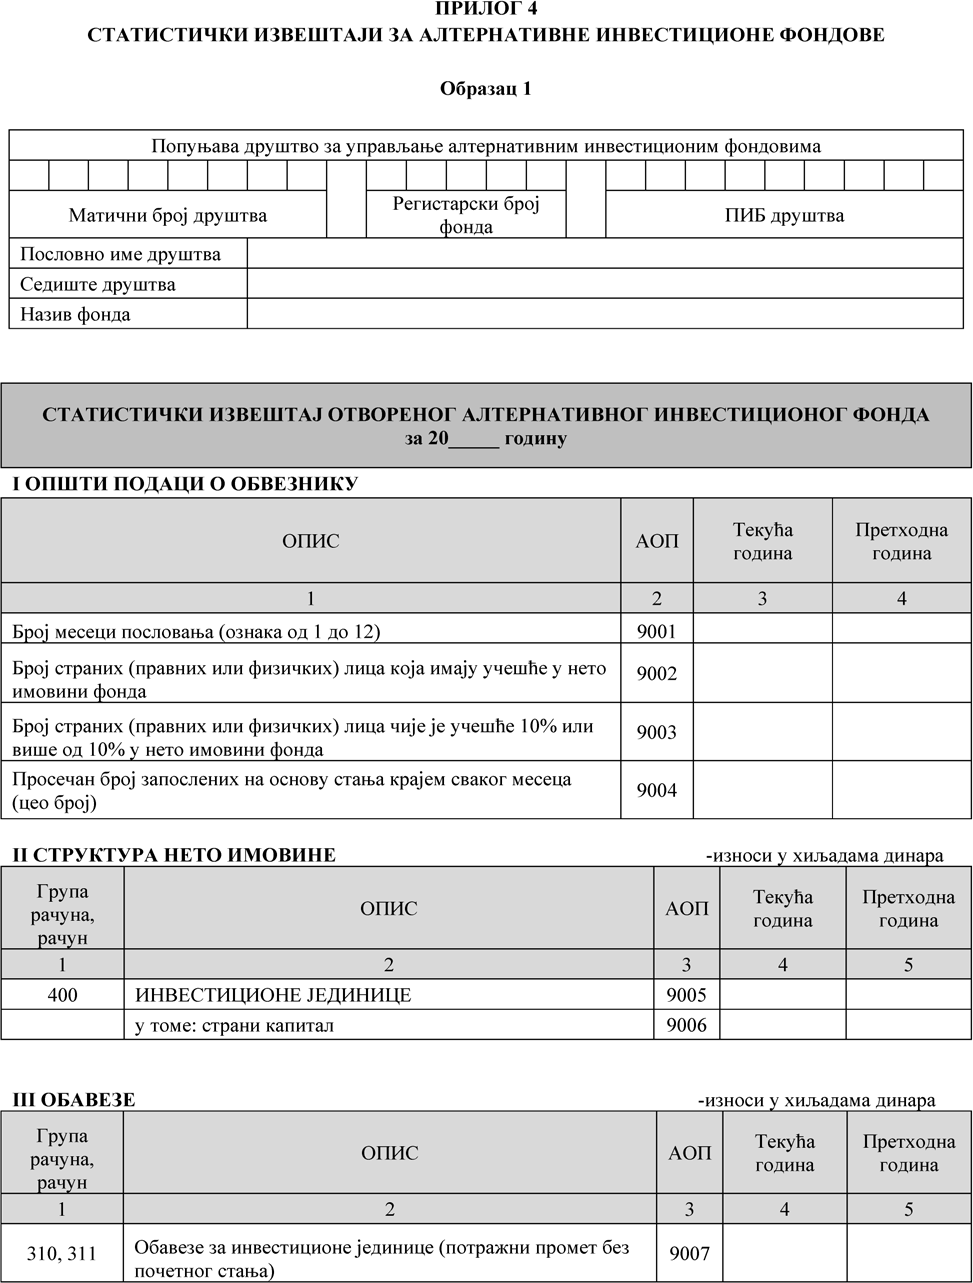 ПРИЛОГ 4
СТАТИСТИЧКИ ИЗВЕШТАЈИ ЗА АЛТЕРНАТИВНЕ ИНВЕСТИЦИОНЕ ФОНДОВЕ
Образац 1
Попуњава друштво за управљање алтернативним инвестиционим фондовима
Матични број друштва
Регистарски број
фонда
ПИБ друштва
Пословно име друштва
Седиште друштва
Назив фонда
СТАТИСТИЧКИ ИЗВЕШТАЈ ОТВОРЕНОГ АЛТЕРНАТИВНОГ ИНВЕСТИЦИОНОГ ФОНДА
за 20_____ годину
I ОПШТИ ПОДАЦИ О ОБВЕЗНИКУ
ОПИС
АОП
Текућа
година
Претходна
година
1 2 3 4
Број месеци пословања (ознака од 1 до 12) 9001
Број страних (правних или физичких) лица која имају учешће у нето
имовини фонда
9002
Број страних (правних или физичких) лица чије је учешће 10% или
више од 10% у нето имовини фонда
9003
Просечан број запослених на основу стања крајем сваког месеца
(цео број)
9004
II СТРУКТУРА НЕТО ИМОВИНЕ -износи у хиљадама динара
Група
рачуна,
рачун
ОПИС
АОП
Текућа
година
Претходна
година
1 2 3 4 5
400 ИНВЕСТИЦИОНЕ ЈЕДИНИЦЕ 9005
у томе: страни капитал 9006
III ОБАВЕЗЕ -износи у хиљадама динара
Група
рачуна,
рачун
ОПИС
АОП
Текућа
година
Претходна
година
1 2 3 4 5
310, 311
Обавезе за инвестиционе јединице (потражни промет без
почетног стања)
9007